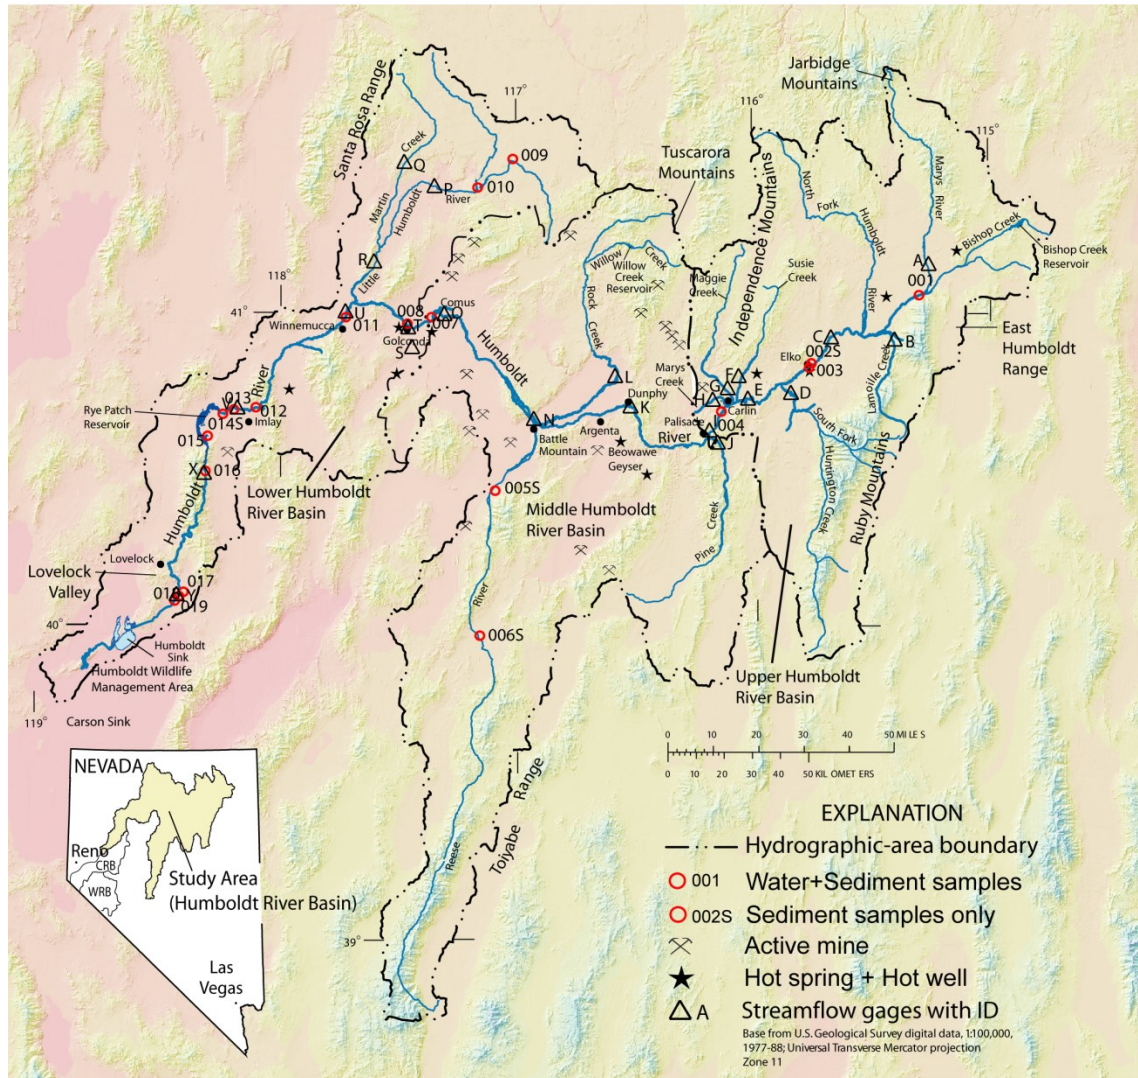 Jarbidge
Mountains
117°
116°
115°
Santa Rosa Range
Creek
Q
009
Tuscarora
Mountains
Independence Mountains
North
Fork
Humboldt
River
Marys
River
Martin
Humboldt
P
River
010
Bishop Creek
Bishop Creek
Reservoir
Willow
Creek
Willow
Creek
Reservoir
Maggie
Creek
Susie
Creek
A
001
R
Little
Rock
Creek
118°
41°
U
Winnemucca
011
008
T
Golconda
S
Comus
O
007
Humboldt
East
Humboldt
Range
C
Elko
002S
003
B
Lamoille Creek
Marys
Creek
F
G
E
H
Carlin
004
D
South Fork
L
Dunphy
K
Palisade
River
J
River
013
Rye Patch
Reservoir
014S
V
012
Imlay
015
N
Battle
Mountain
Argenta
Beowawe
Geyser
X
016
Humboldt
Lower Humboldt
River Basin
005S
Middle Humboldt
River Basin
Huntington Creek
Ruby Mountains
Creek
Pine
Lovelock
Lovelock
Valley
017
018
019
River
006S
40°
Humboldt
Sink
Humboldt Wildlife
Management Area
Upper Humboldt
River Basin
119°
Carson Sink
0 10 20 30 40 50 MILE S
0 10 20 30 40 50 KIL OMET ERS
NEVADA
Reno
CRB
WRB
Study Area
(Humboldt River Basin)
Las
Vegas
Reese
Toiyabe
Range
39°
EXPLANATION
Hydrographic-area boundary
001 Water+Sediment samples
002S Sediment samples only
Active mine
Hot spring + Hot well
A Streamflow gages with ID
Base from U.S. Geological Survey digital data, 1:100,000,
1977-88; Universal Transverse Mercator projection
Zone 11